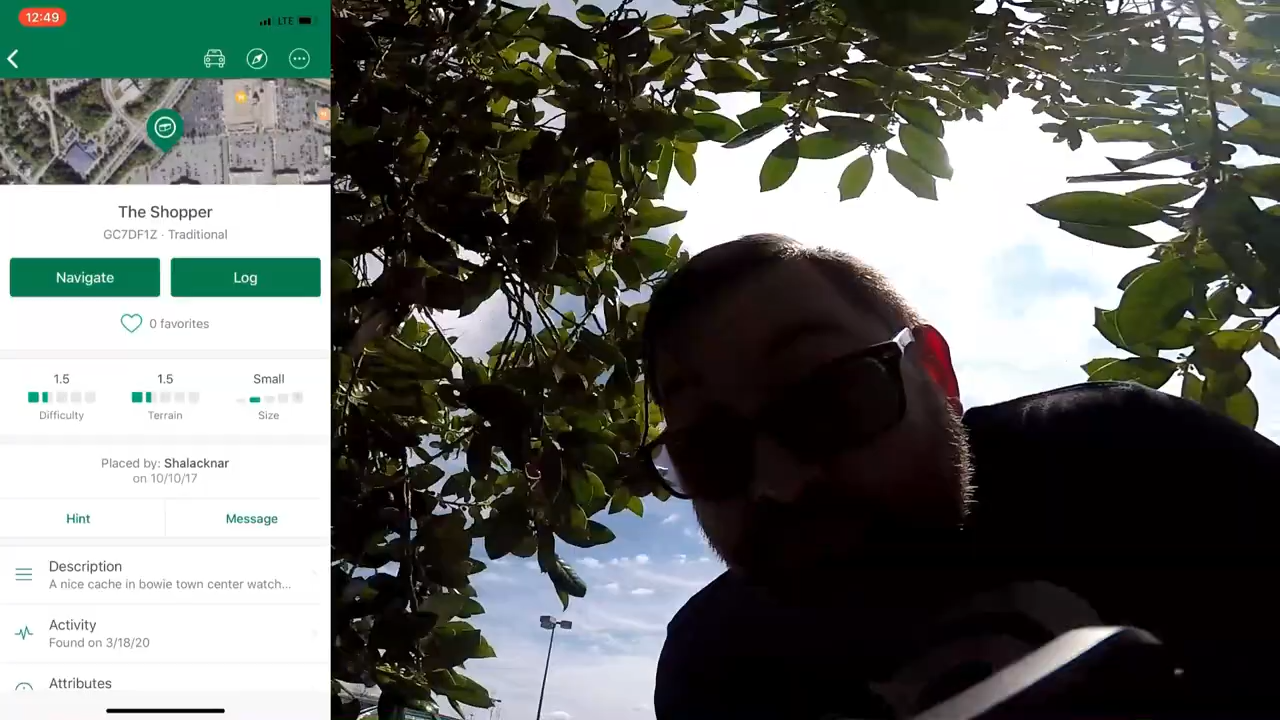 12:49
LTE
The Shopper
GC7DF1Z · Traditional
Navigate
Log
0 favorites
1.5
1.5
Small
Difficulty
Terrain
Size
Placed by: Shalacknar
on 10/10/17
Hint
Message
Description
A nice cache in bowie town center watch...
Activity
Found on 3/18/20
Attributes